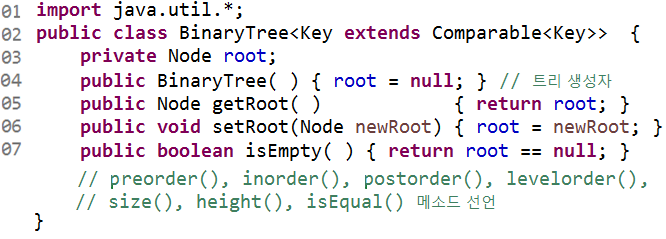 01 import java.util.*;
02 public class BinaryTree<Key extends Comparable<Key>> {
03 private Node root;
04 public BinaryTree( ) { root = null; } // 트리 생성자
05 public Node getRoot( ) { return root; }
06 public void setRoot(Node newRoot) { root = newRoot; }
07 public boolean isEmpty( ) { return root == null; }
// preorder(), inorder(), postorder(), levelorder(),
// size(), height(), isEqual() 메소드 선언
}